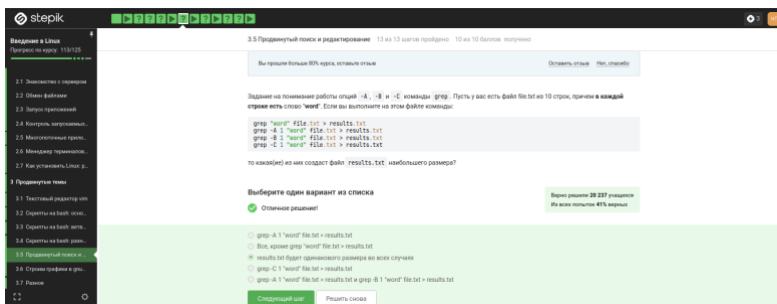 stepik
3
Введение в Linux
Прогресс по курсу: 113/125
3.5 Продвинутый поиск и редактирование 13 из 13 шагов пройдено 10 из 10 баллов получено
Вы прошли больше 80% курса, оставьте отзыв
Оставить отзыв Нет, спасибо
2.1 Знакомство с сервером
2.2 Обмен файлами
2.3 Запуск приложений
2.4 Контроль запускаемых...
2.5 Многопоточные прило...
2.6 Менеджер терминалов...
2.7 Как установить Linux: р...
3 Продвинутые темы
3.1 Текстовый редактор vim
3.2 Скрипты на bash: осно...
3.3 Скрипты на bash: ветв...
3.4 Скрипты на bash: разн...
3.5 Продвинутый поиск и ...
3.6 Строим графики в gnu...
3.7 Разное
Задание на понимание работы опций -A , -B и -C команды grep . Пусть у вас есть файл file.txt из 10 строк, причем в каждой
строке есть слово "word". Если вы выполните на этом файле команды:
grep "word" file.txt > results.txt
grep -A 1 "word" file.txt > results.txt
grep -B 1 "word" file.txt > results.txt
grep -C 1 "word" file.txt > results.txt
то какая(ие) из них создаст файл results.txt наибольшего размера?
Выберите один вариант из списка
Отличное решение!
Верно решили 20 237 учащихся
Из всех попыток 41% верных
grep -A 1 "word" file.txt > results.txt
Все, кроме grep "word" file.txt > results.txt
results.txt будет одинакового размера во всех случаях
grep -C 1 "word" file.txt > results.txt
grep -A 1 "word" file.txt > results.txt и grep -B 1 "word" file.txt > results.txt
Следующий шаг Решить снова